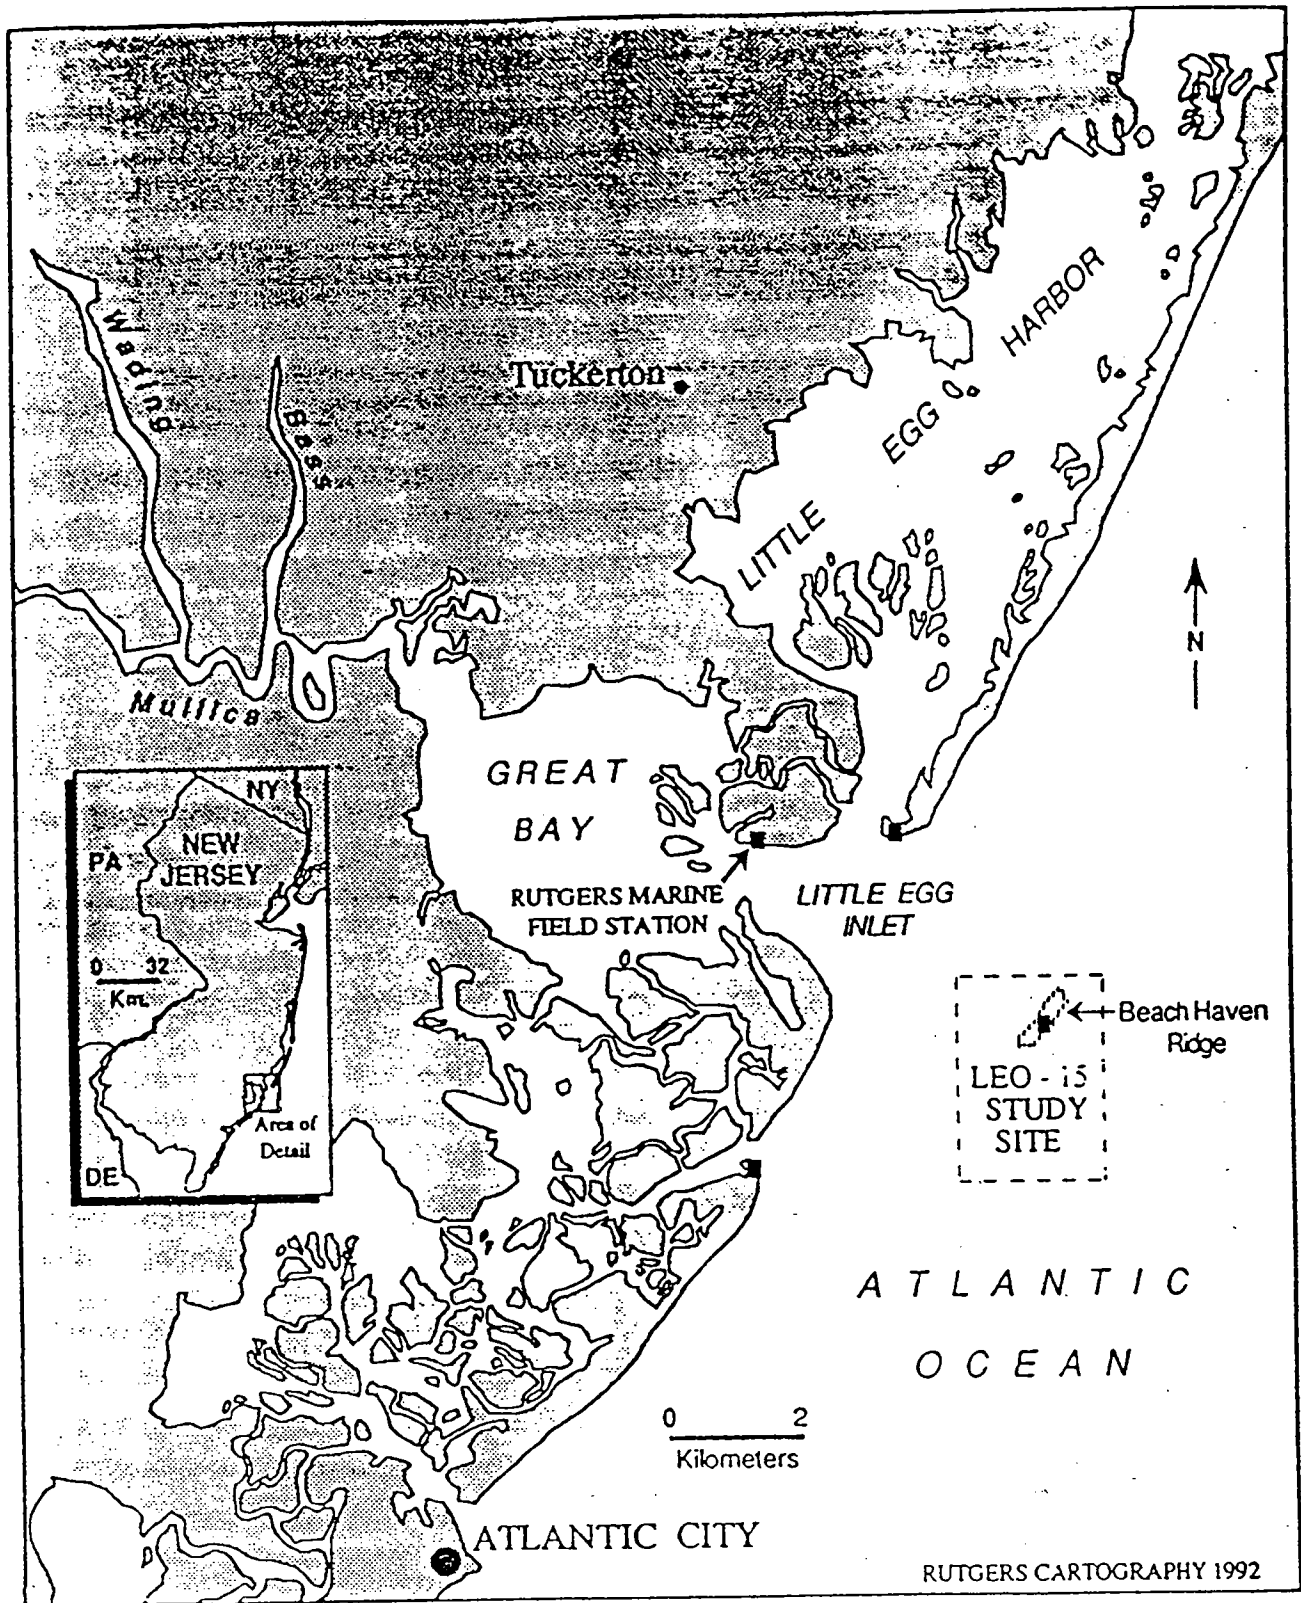 HARBOR
Wading
Tuckerton
EGG
Bass
LITTLE
N
Mullica
GREAT
BAY
NY
NEW
JERSEY
PA
0 32
Km.
Area of
Detail
DE
RUTGERS MARINE
FIELD STATION
LITTLE EGG
INLET
Beach Haven
Ridge
LEO - 15
STUDY
SITE
ATLANTIC
OCEAN
0 2
Kilometers
ATLANTIC CITY
RUTGERS CARTOGRAPHY 1992